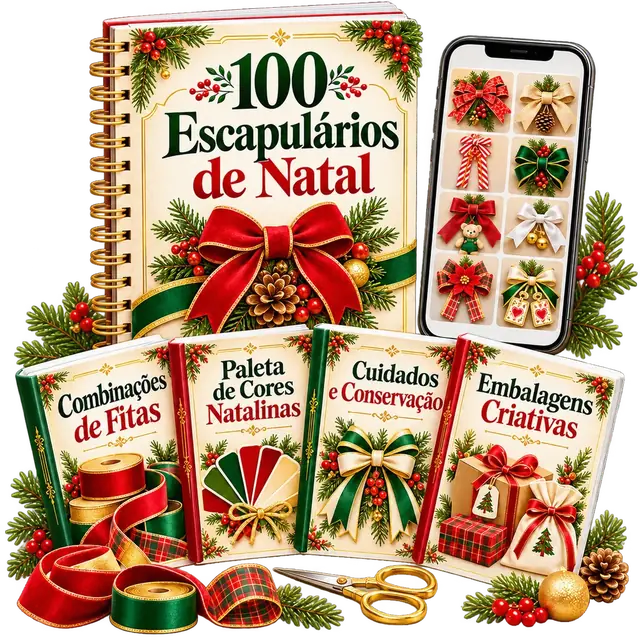 100
Escapulários
de Natal
Combinações
de Fitas
Paleta
de Cores
Natalinas
Cuidados
e Conservação
Embalagens
Criativas